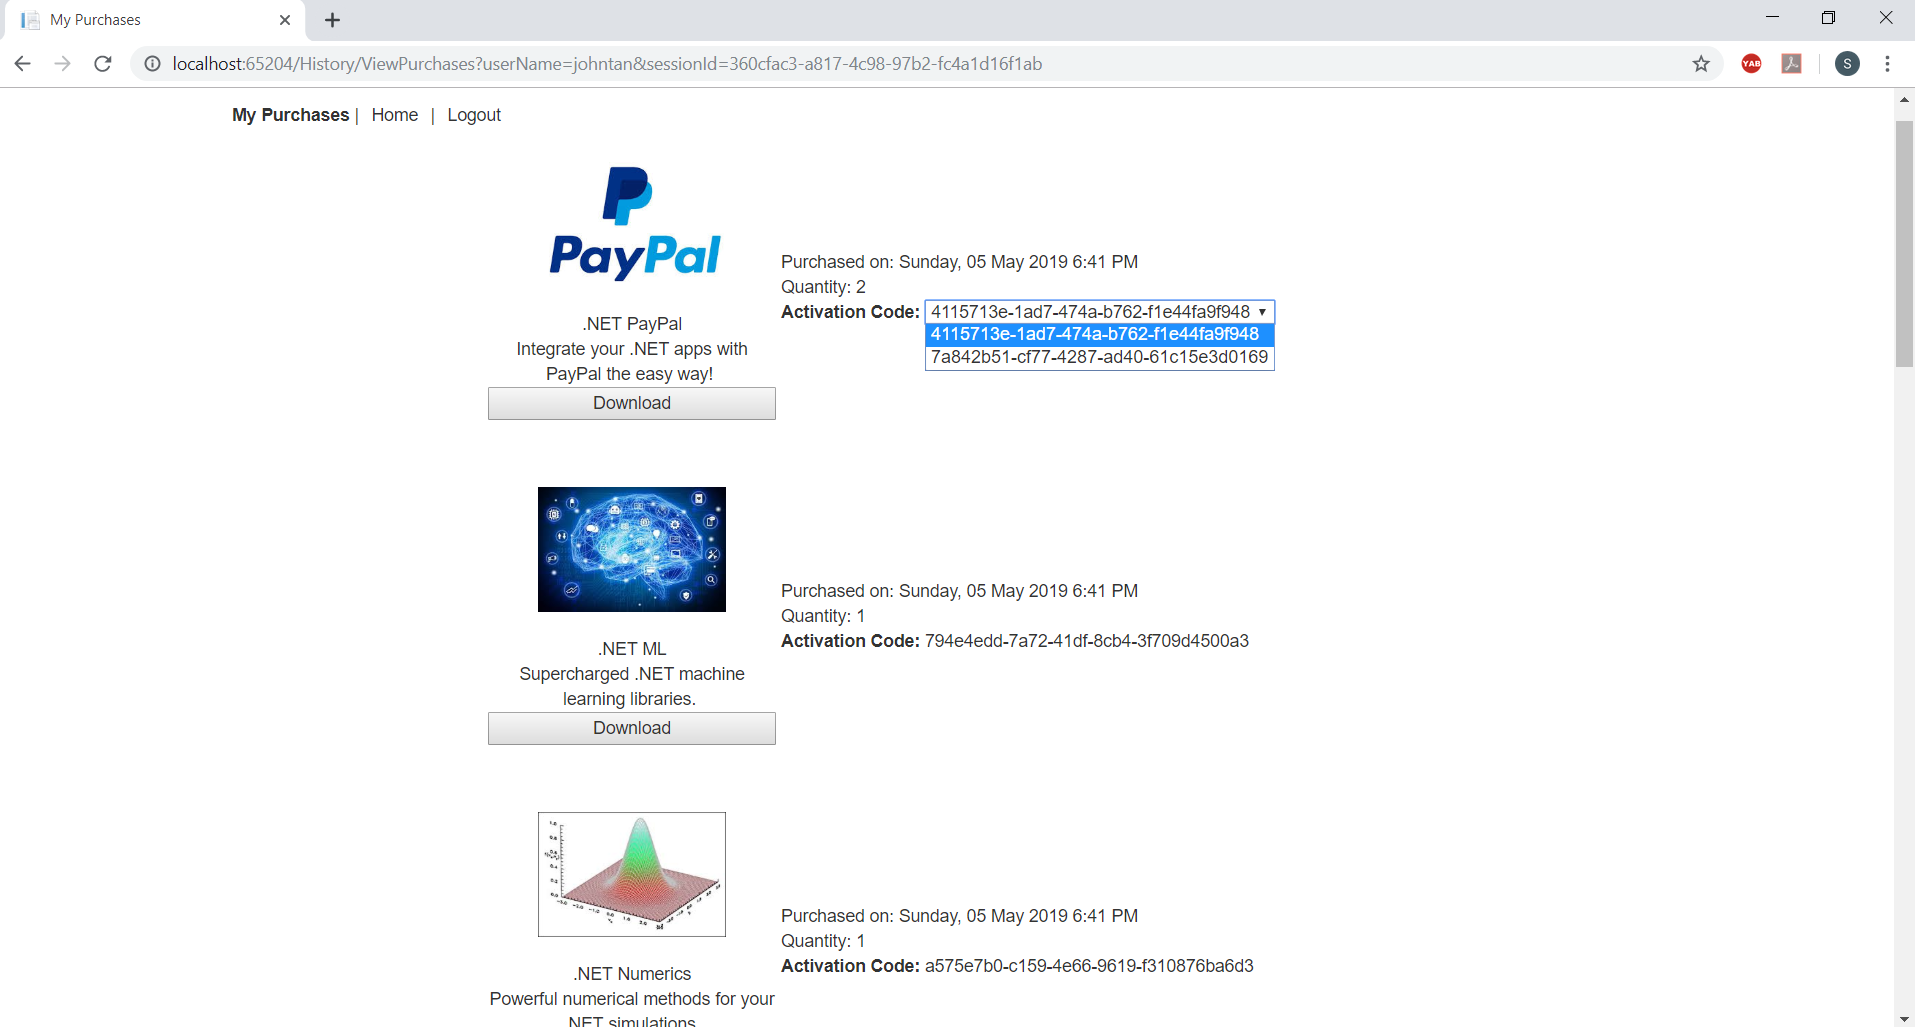 My Purchases
localhost:65204/History/ViewPurchases?userName=johntan&sessionId=360cfac3-a817-4c98-97b2-fc4a1d16f1ab
YAB
S
My Purchases | Home | Logout
PayPal
.NET PayPal
Integrate your .NET apps with
PayPal the easy way!
Download
Purchased on: Sunday, 05 May 2019 6:41 PM
Quantity: 2
Activation Code: 4115713e-1ad7-474a-b762-f1e44fa9f948
4115713e-1ad7-474a-b762-f1e44fa9f948
7a842b51-cf77-4287-ad40-61c15e3d0169
.NET ML
Supercharged .NET machine
learning libraries.
Download
Purchased on: Sunday, 05 May 2019 6:41 PM
Quantity: 1
Activation Code: 794e4edd-7a72-41df-8cb4-3f709d4500a3
.NET Numerics
Powerful numerical methods for your
.NET simulations
Purchased on: Sunday, 05 May 2019 6:41 PM
Quantity: 1
Activation Code: a575e7b0-c159-4e66-9619-f310876ba6d3